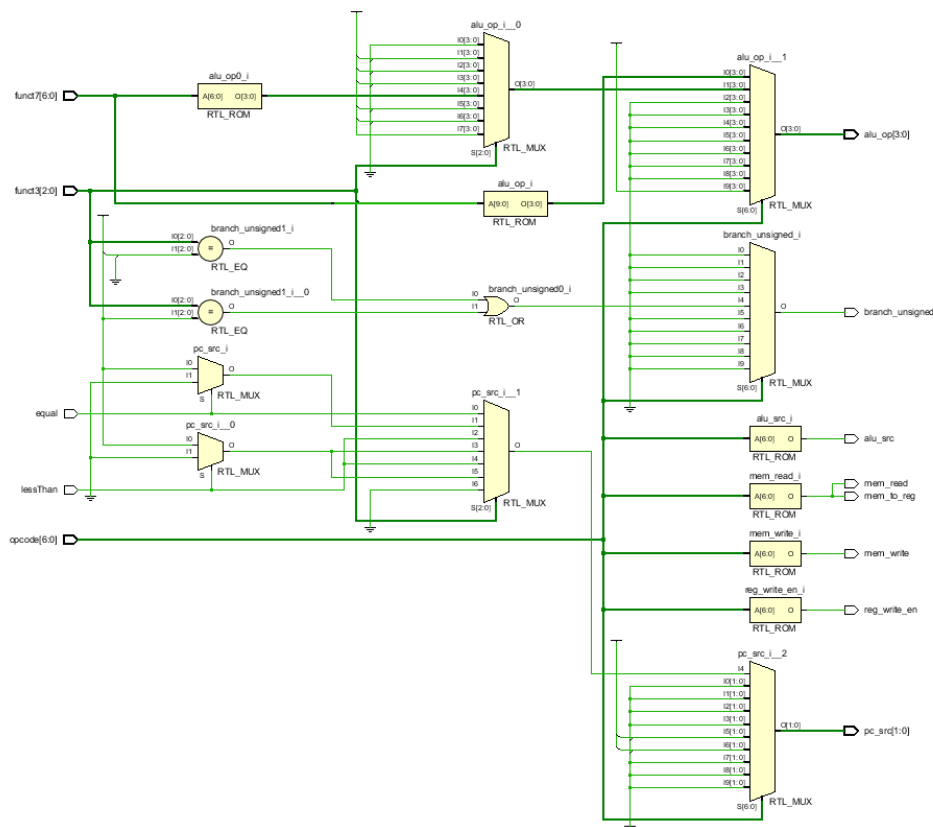 alu_op_i__0
I0[3:0]
I1[3:0]
I2[3:0]
I3[3:0]
I4[3:0]
I5[3:0]
I6[3:0]
I7[3:0]
O[3:0]
S[2:0]
RTL_MUX
alu_op_i__1
I0[3:0]
I1[3:0]
I2[3:0]
I3[3:0]
I4[3:0]
I5[3:0]
I6[3:0]
I7[3:0]
I8[3:0]
I9[3:0]
O[3:0]
S[6:0]
RTL_MUX
alu_op[3:0]
funct7[6:0]
alu_op0_i
A[6:0] O[3:0]
RTL_ROM
funct3[2:0]
alu_op_i
A[9:0] O[3:0]
RTL_ROM
branch_unsigned1_i
I0[2:0]
I1[2:0]
=
O
RTL_EQ
branch_unsigned1_i__0
I0[2:0]
I1[2:0]
=
O
RTL_EQ
branch_unsigned0_i
I0
I1
O
RTL_OR
branch_unsigned_i
I0
I1
I2
I3
I4
I5
I6
I7
I8
I9
O
S[6:0]
RTL_MUX
branch_unsigned
pc_src_i
I0
I1
O
S
RTL_MUX
equal
pc_src_i__0
I0
I1
O
S
RTL_MUX
lessThan
pc_src_i__1
I0
I1
I2
I3
I4
I5
I6
O
S[2:0]
RTL_MUX
alu_src_i
A[6:0] O
RTL_ROM
alu_src
mem_read_i
A[6:0] O
RTL_ROM
mem_read
mem_to_reg
opcode[6:0]
mem_write_i
A[6:0] O
RTL_ROM
mem_write
reg_write_en_i
A[6:0] O
RTL_ROM
reg_write_en
pc_src_i__2
I4
I0[1:0]
I1[1:0]
I2[1:0]
I3[1:0]
I5[1:0]
I6[1:0]
I7[1:0]
I8[1:0]
I9[1:0]
O[1:0]
S[6:0]
RTL_MUX
pc_src[1:0]